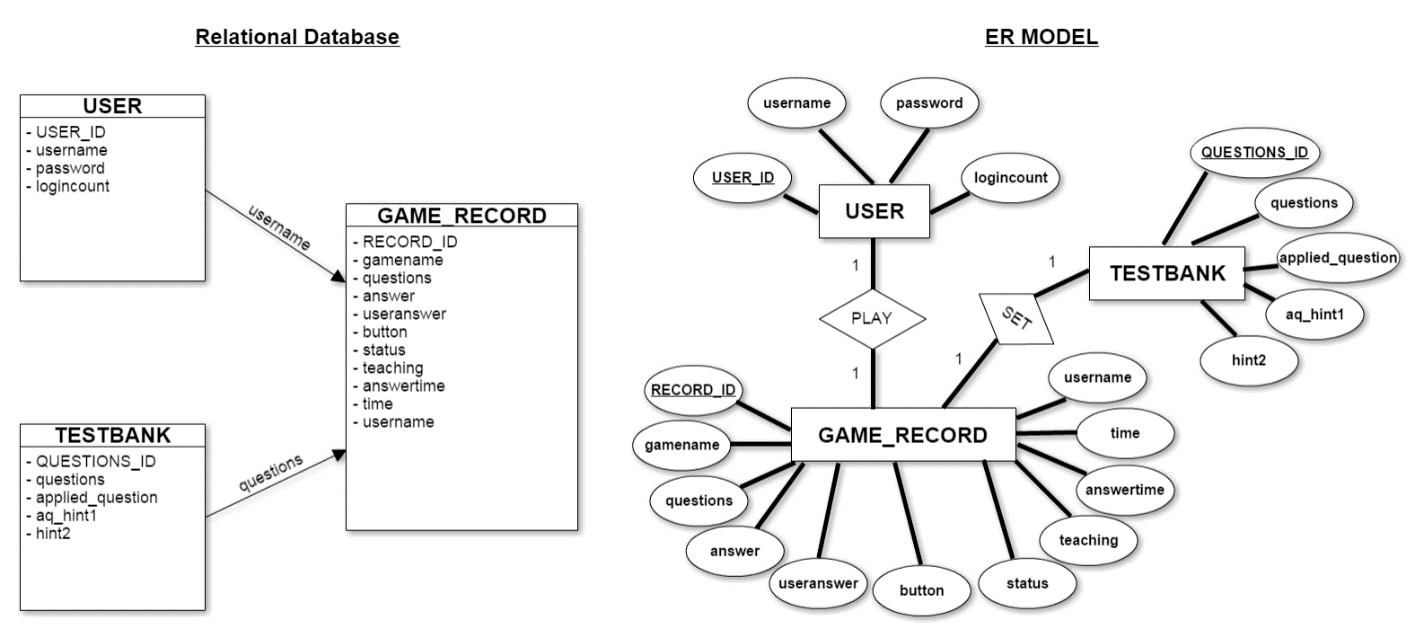 Relational Database
USER
- USER_ID
- username
- password
- logincount
username
GAME_RECORD
- RECORD_ID
- gamename
- questions
- answer
- useranswer
- button
- status
- teaching
- answertime
- time
- username
TESTBANK
- QUESTIONS_ID
- questions
- applied_question
- aq_hint1
- hint2
questions
ER MODEL
username
password
USER_ID
logincount
USER
1
PLAY
1
QUESTIONS_ID
questions
applied_question
aq_hint1
hint2
TESTBANK
1
SET
1
GAME_RECORD
RECORD_ID
gamename
questions
answer
useranswer
button
status
teaching
answertime
time
username